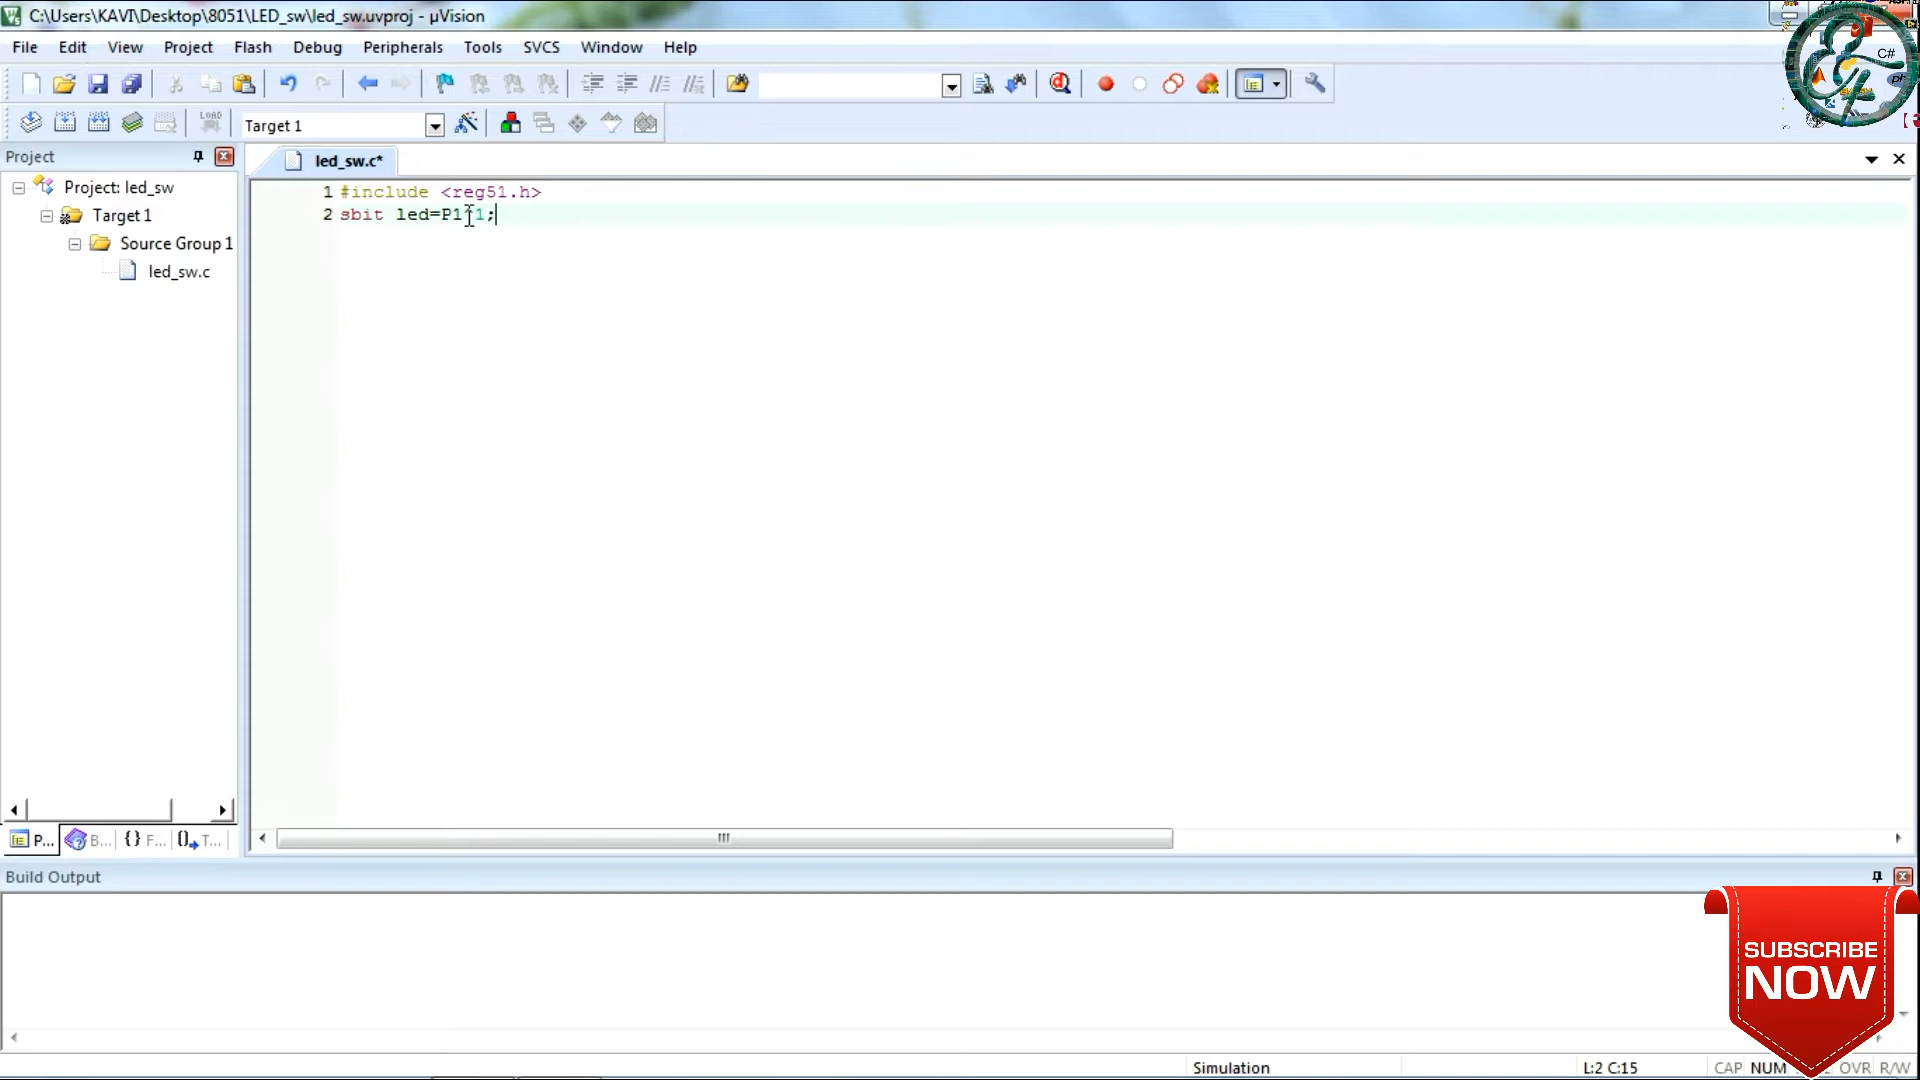 C:\Users\KAVI\Desktop\8051\LED_sw\led_sw.uvproj - µVision
File Edit View Project Flash Debug Peripherals Tools SVCS Window Help
C#
LOAD
Target 1
Project
led_sw.c*
Project: led_sw
Target 1
Source Group 1
led_sw.c
1 #include <reg51.h>
2 sbit led=P1^1;
P... B... {} F... T...
Build Output
SUBSCRIBE
NOW
Simulation L:2 C:15 CAP NUM OVR R/W